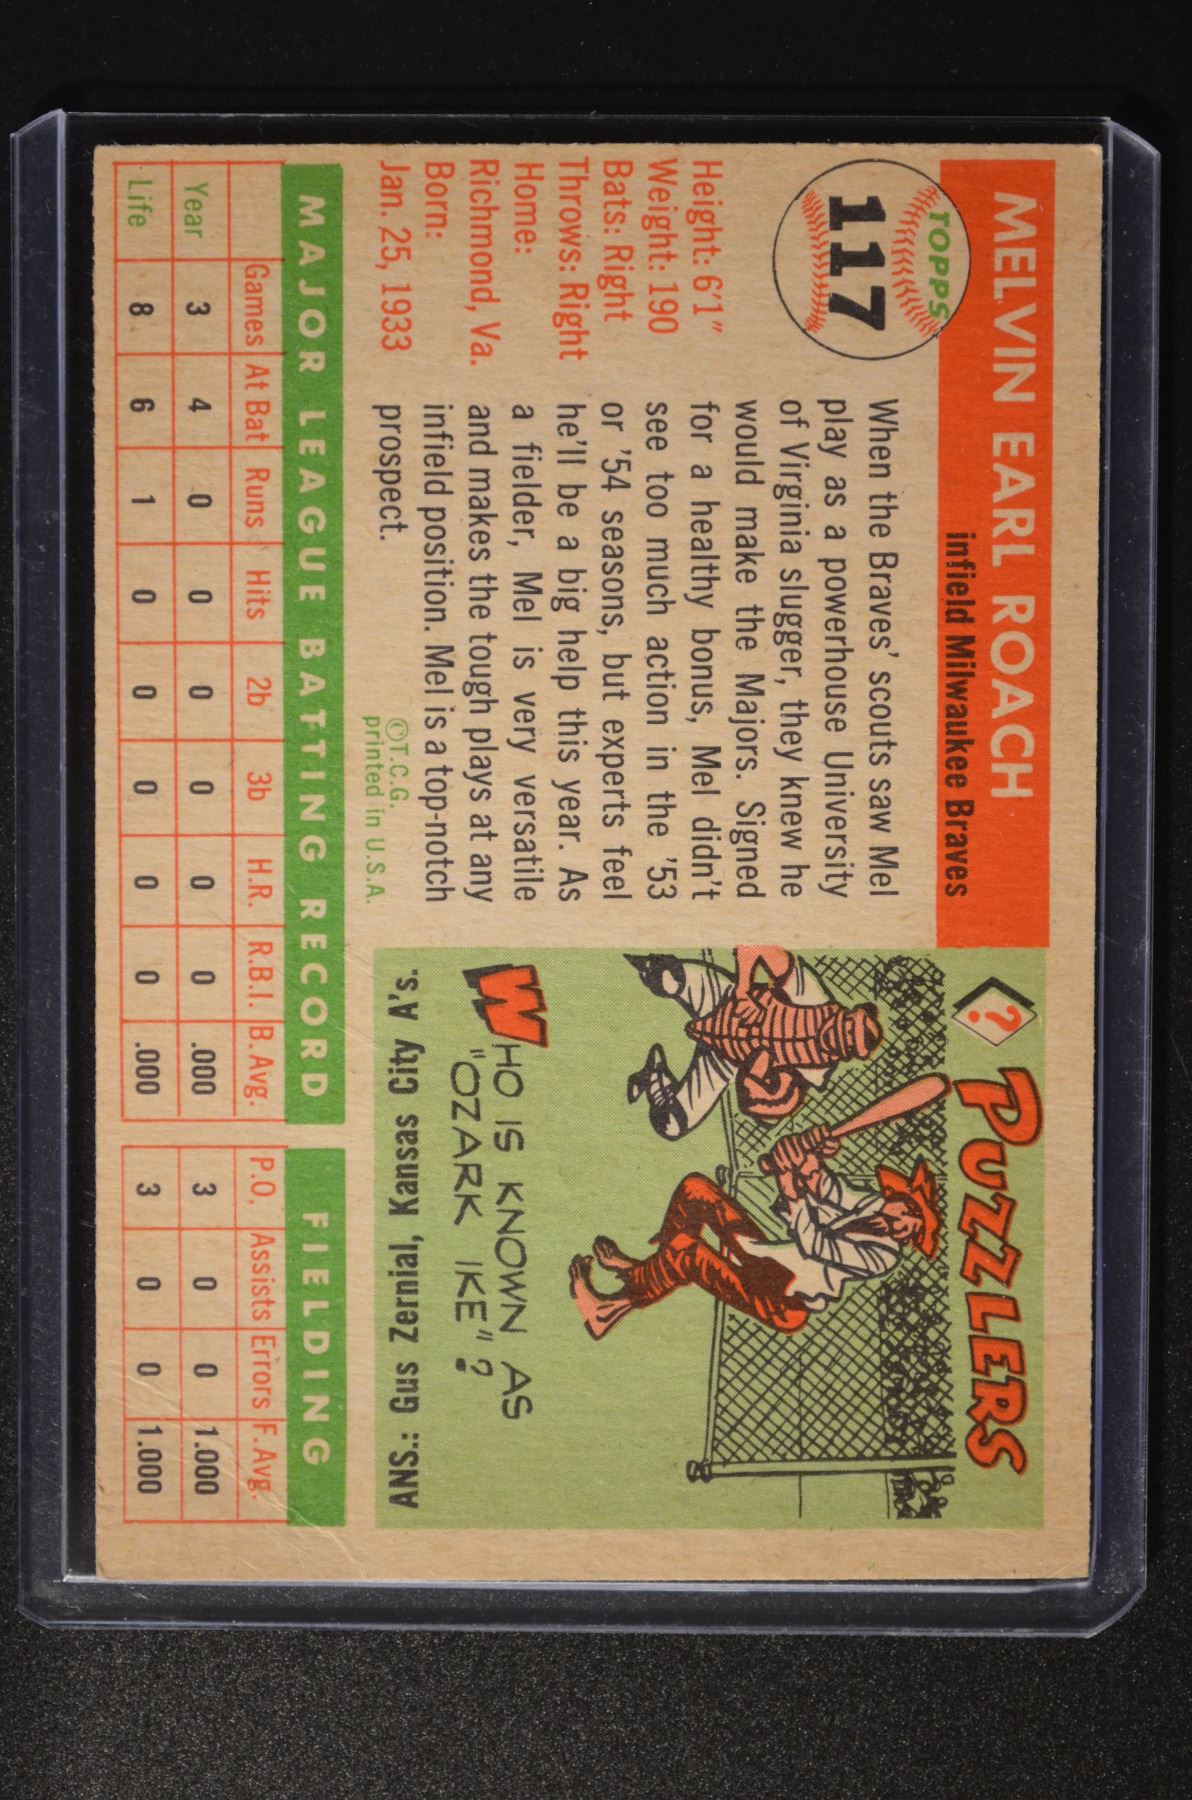 MELVIN EARL ROACH
infield Milwaukee Braves
TOPPS
117
Height: 6'1"
Weight: 190
Bats: Right
Throws: Right
Home:
Richmond, Va.
Born:
Jan. 25, 1933
When the Braves' scouts saw Mel
play as a powerhouse University
of Virginia slugger, they knew he
would make the Majors. Signed
for a healthy bonus, Mel didn't
see too much action in the '53
or '54 seasons, but experts feel
he'll be a big help this year. As
a fielder, Mel is very versatile
and makes the tough plays at any
infield position. Mel is a top-notch
prospect.
©T.C.G.
printed in U.S.A.
? PUZZLERS
WHO IS KNOWN AS
"OZARK IKE"?
ANS.: Gus Zernial, Kansas City A's.
MAJOR LEAGUE BATTING RECORD
FIELDING
Games At Bat Runs Hits 2b 3b H.R. R.B.I. B. Avg. P.O. Assists Errors F. Avg.
Year 3 4 0 0 0 0 0 0 .000 3 0 0 1.000
Life 8 6 1 0 0 0 0 0 .000 3 0 0 1.000